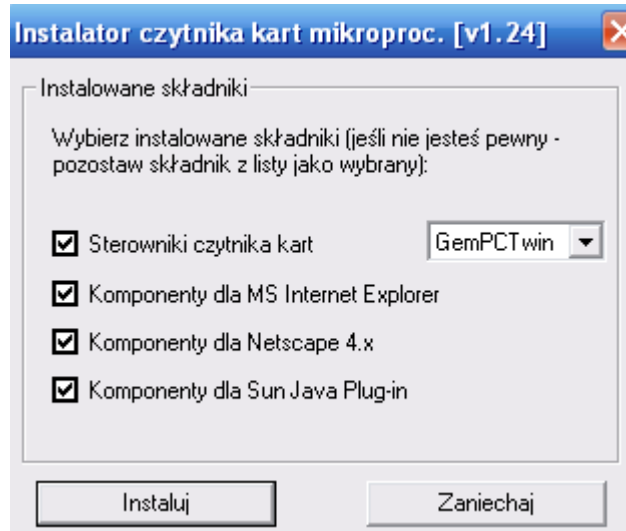 Instalator czytnika kart mikroproc. [v1.24]
Instalowane składniki
Wybierz instalowane składniki (jeśli nie jesteś pewny -
pozostaw składnik z listy jako wybrany):
Sterowniki czytnika kart GemPCTwin
Komponenty dla MS Internet Explorer
Komponenty dla Netscape 4.x
Komponenty dla Sun Java Plug-in
Instaluj Zaniechaj